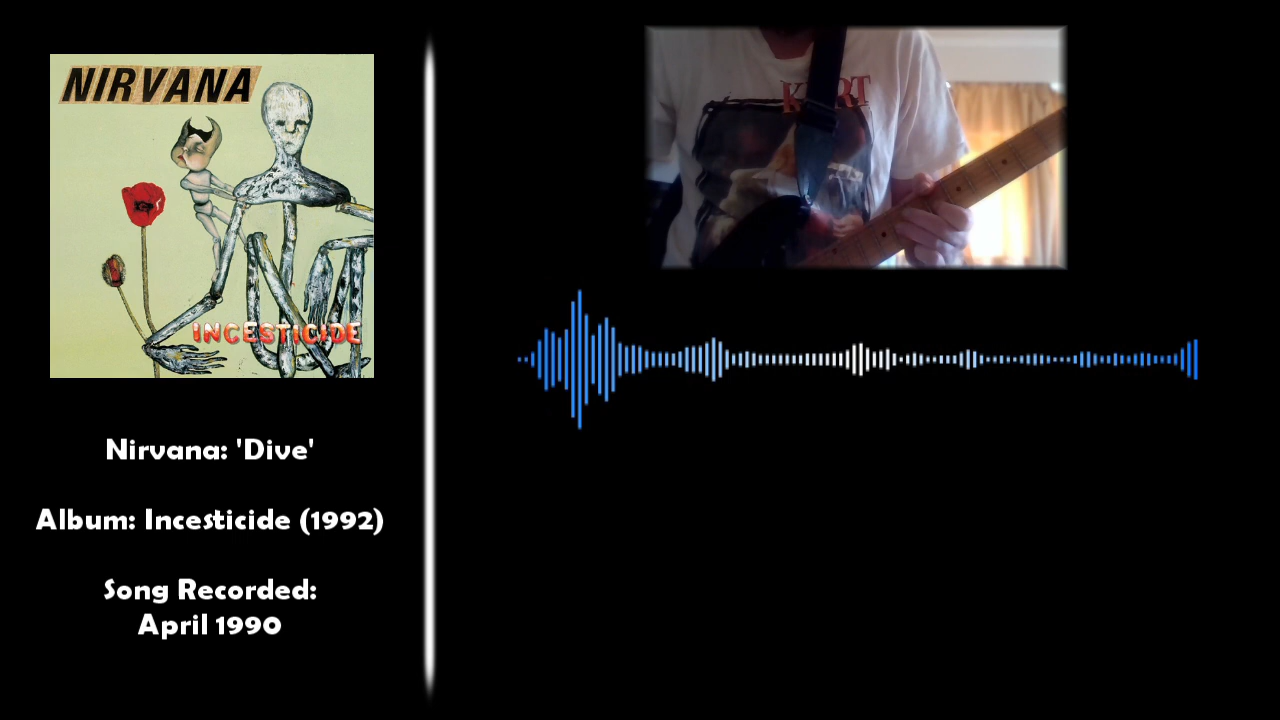 NIRVANA
INCESTICIDE
Nirvana: 'Dive'
Album: Incesticide (1992)
Song Recorded:
April 1990